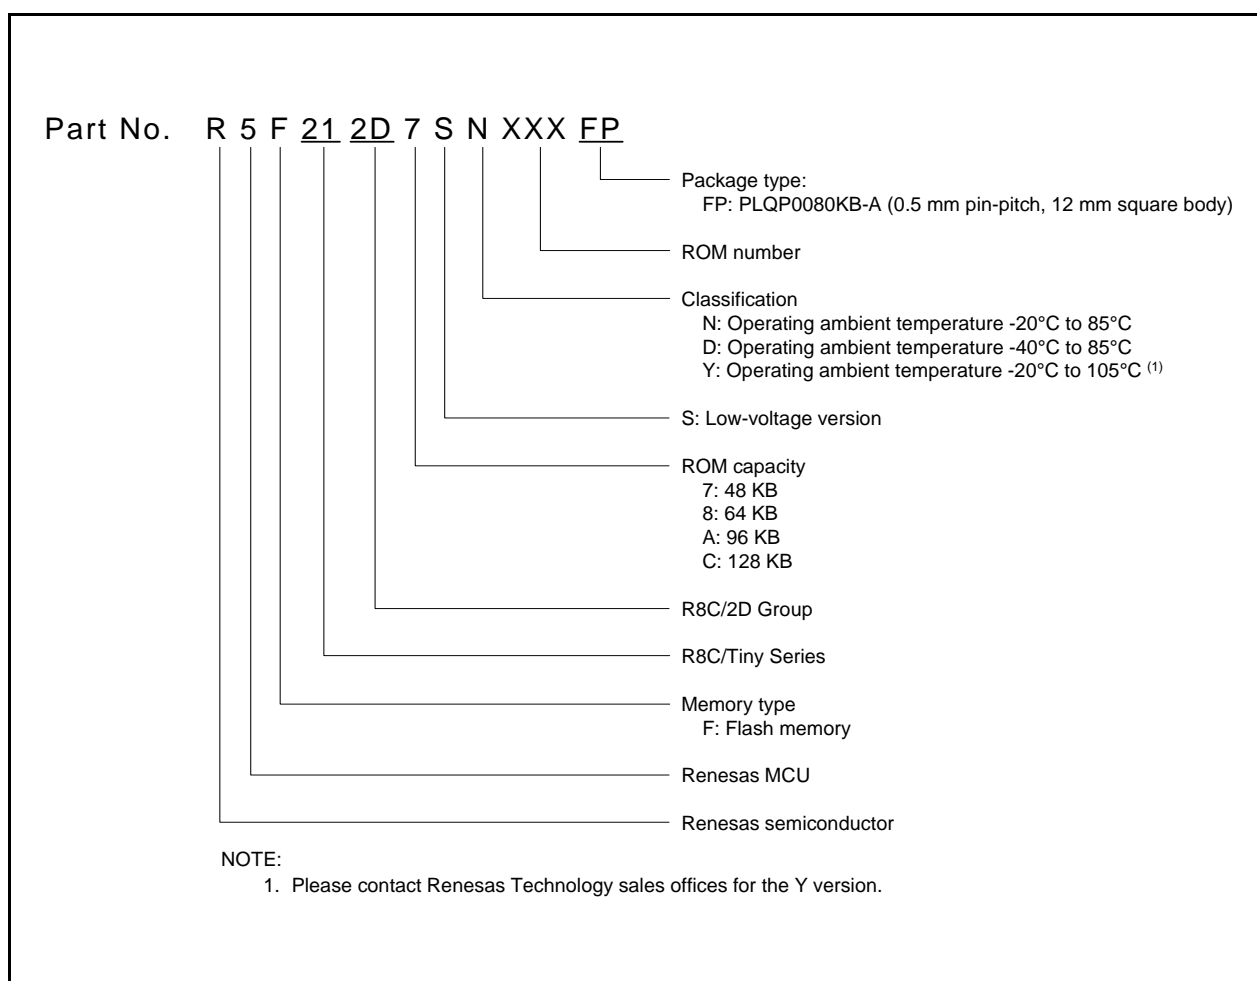 Part No. R 5 F 21 2D 7 S N XXX FP
Package type:
FP: PLQP0080KB-A (0.5 mm pin-pitch, 12 mm square body)
ROM number
Classification
N: Operating ambient temperature -20°C to 85°C
D: Operating ambient temperature -40°C to 85°C
Y: Operating ambient temperature -20°C to 105°C (1)
S: Low-voltage version
ROM capacity
7: 48 KB
8: 64 KB
A: 96 KB
C: 128 KB
R8C/2D Group
R8C/Tiny Series
Memory type
F: Flash memory
Renesas MCU
Renesas semiconductor
NOTE:
1. Please contact Renesas Technology sales offices for the Y version.